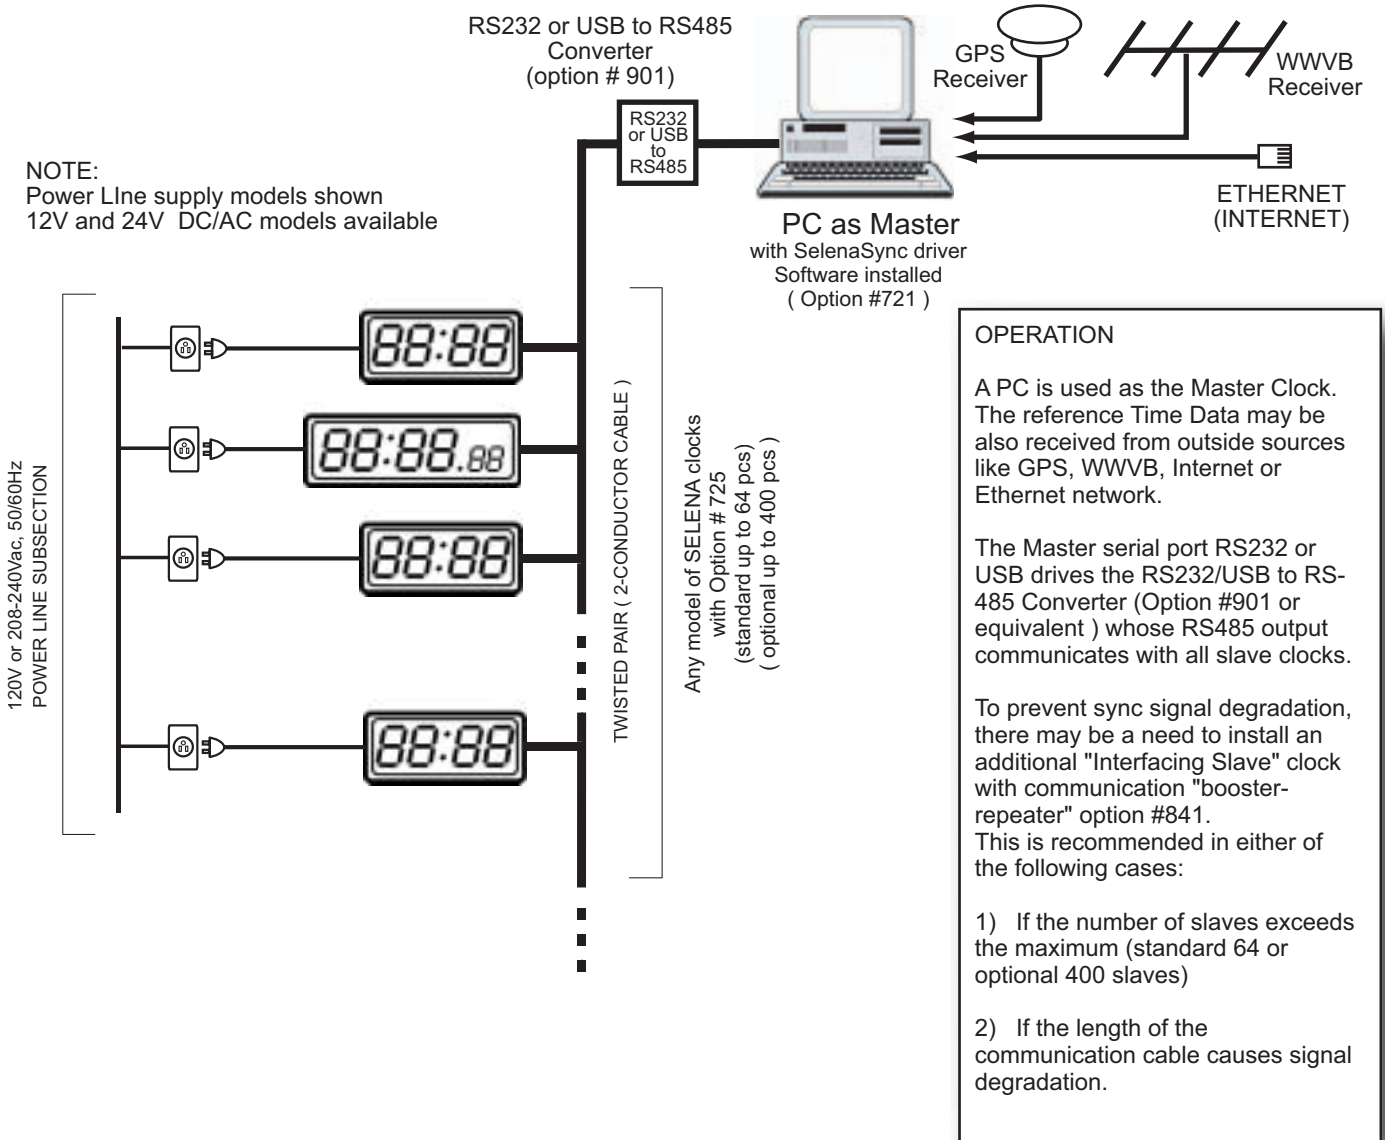 RS232 or USB to RS485
Converter
(option # 901)
RS232
or USB
to
RS485
GPS
Receiver
WWVB
Receiver
ETHERNET
(INTERNET)
PC as Master
with SelenaSync driver
Software installed
( Option #721 )
NOTE:
Power LIne supply models shown
12V and 24V  DC/AC models available
120V or 208-240Vac, 50/60Hz
POWER LINE SUBSECTION
88:88
88:88.88
88:88
88:88
TWISTED PAIR ( 2-CONDUCTOR CABLE )
Any model of SELENA clocks
with Option # 725
(standard up to 64 pcs)
( optional up to 400 pcs )
OPERATION
A PC is used as the Master Clock.
The reference Time Data may be
also received from outside sources
like GPS, WWVB, Internet or
Ethernet network.
The Master serial port RS232 or
USB drives the RS232/USB to RS-
485 Converter (Option #901 or
equivalent ) whose RS485 output
communicates with all slave clocks.
To prevent sync signal degradation,
there may be a need to install an
additional "Interfacing Slave" clock
with communication "booster-
repeater" option #841.
This is recommended in either of
the following cases:
1)   If the number of slaves exceeds
the maximum (standard 64 or
optional 400 slaves)
2)   If the length of the
communication cable causes signal
degradation.